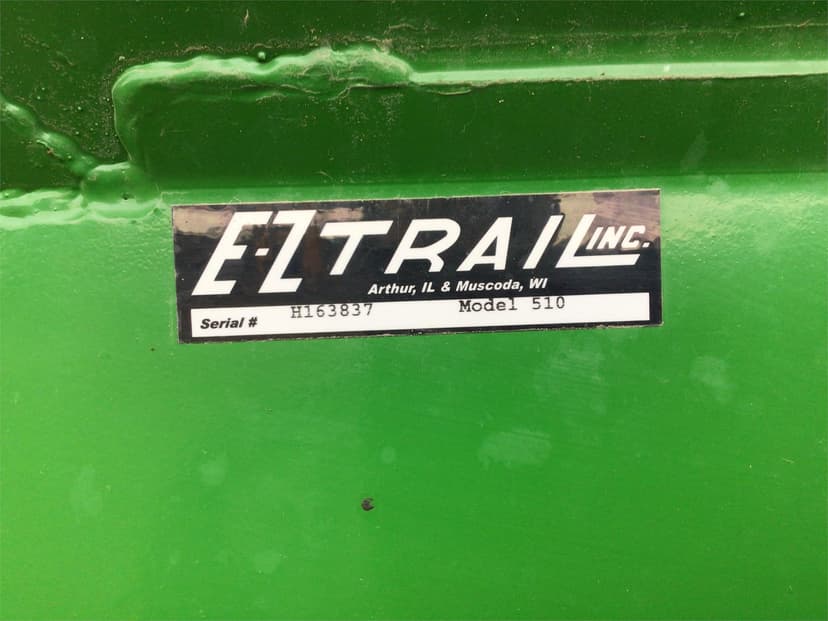 E-Z TRAIL INC.
Arthur, IL & Muscoda, WI
Serial # H163837 Model 510